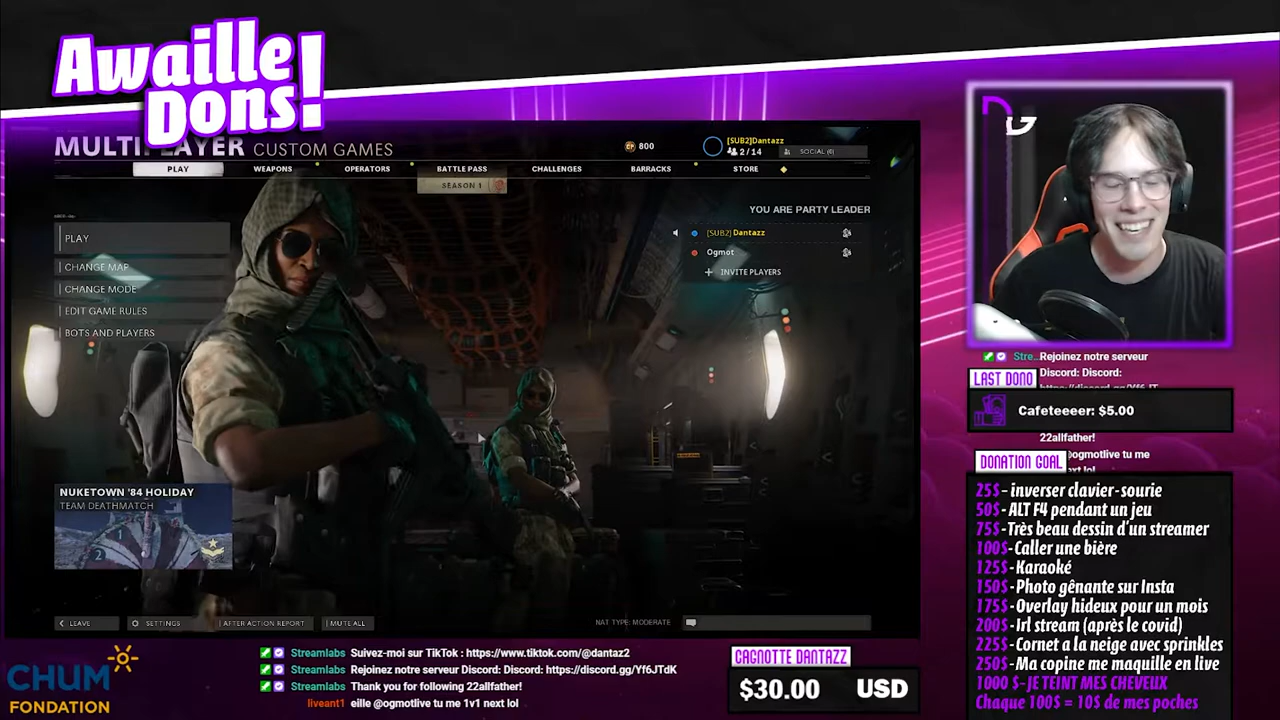 Awaille
Dons!
MULTIPLAYER CUSTOM GAMES
800
[SUB2]Dantazz
2 / 14
SOCIAL (6)
PLAY
WEAPONS
OPERATORS
BATTLE PASS
CHALLENGES
BARRACKS
STORE
SEASON 1
YOU ARE PARTY LEADER
[SUB2] Dantazz
Ogmot
INVITE PLAYERS
PLAY
CHANGE MAP
CHANGE MODE
EDIT GAME RULES
BOTS AND PLAYERS
NUKETOWN '84 HOLIDAY
TEAM DEATHMATCH
LEAVE
SETTINGS
AFTER ACTION REPORT
MUTE ALL
NAT TYPE: MODERATE
Stre.. Rejoinez notre serveur
Discord: Discord:
LAST DONO
Cafeteeeer: $5.00
22allfather!
@ogmotlive tu me
next lol
DONATION GOAL
25$ - inverser clavier-sourie
50$ - ALT F4 pendant un jeu
75$ -Très beau dessin d'un streamer
100$ -Caller une bière
125$ -Karaoké
150$ -Photo gênante sur Insta
175$ -Overlay hideux pour un mois
200$ -Irl stream (après le covid)
225$ -Cornet a la neige avec sprinkles
250$ -Ma copine me maquille en live
1000 $ -JE TEINT MES CHEVEUX
Chaque 100$ = 10$ de mes poches
CHUM
FONDATION
Streamlabs Suivez-moi sur TikTok : https://www.tiktok.com/@dantaz2
Streamlabs Rejoinez notre serveur Discord: Discord: https://discord.gg/Yf6JTdK
Streamlabs Thank you for following 22allfather!
liveant1 eille @ogmotlive tu me 1v1 next lol
CAGNOTTE DANTAZZ
$30.00 USD